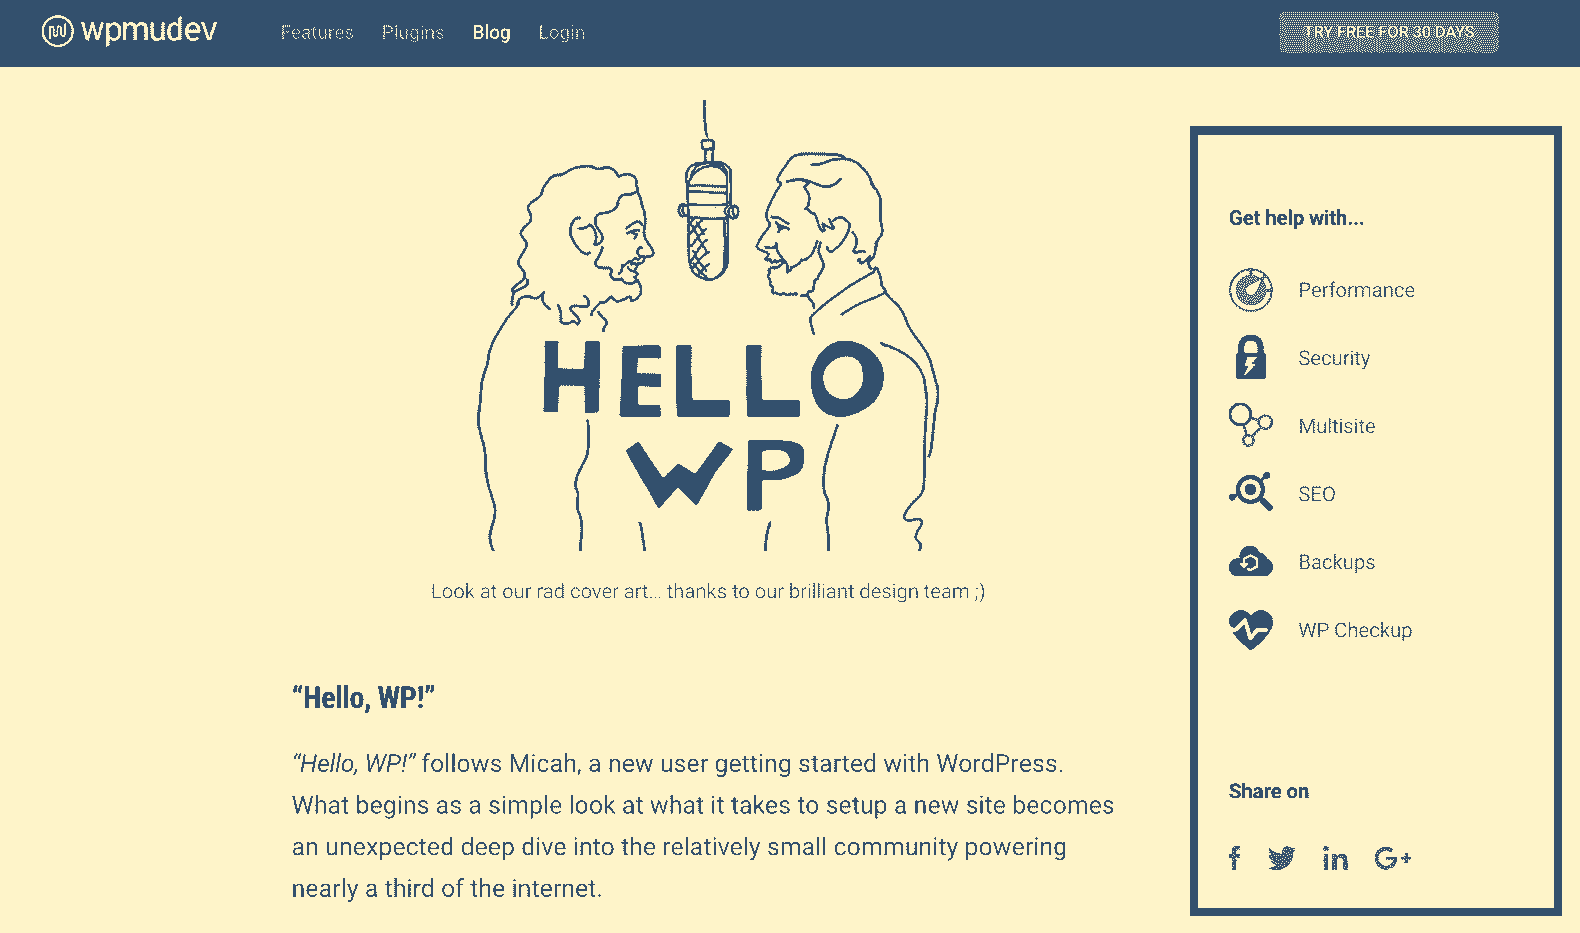 wpmudev Features Plugins Blog Login TRY FREE FOR 30 DAYS
HELLO
WP
Look at our rad cover art... thanks to our brilliant design team ;)
“Hello, WP!”
“Hello, WP!” follows Micah, a new user getting started with WordPress.
What begins as a simple look at what it takes to setup a new site becomes
an unexpected deep dive into the relatively small community powering
nearly a third of the internet.
Get help with...
Performance
Security
Multisite
SEO
Backups
WP Checkup
Share on
f in G+